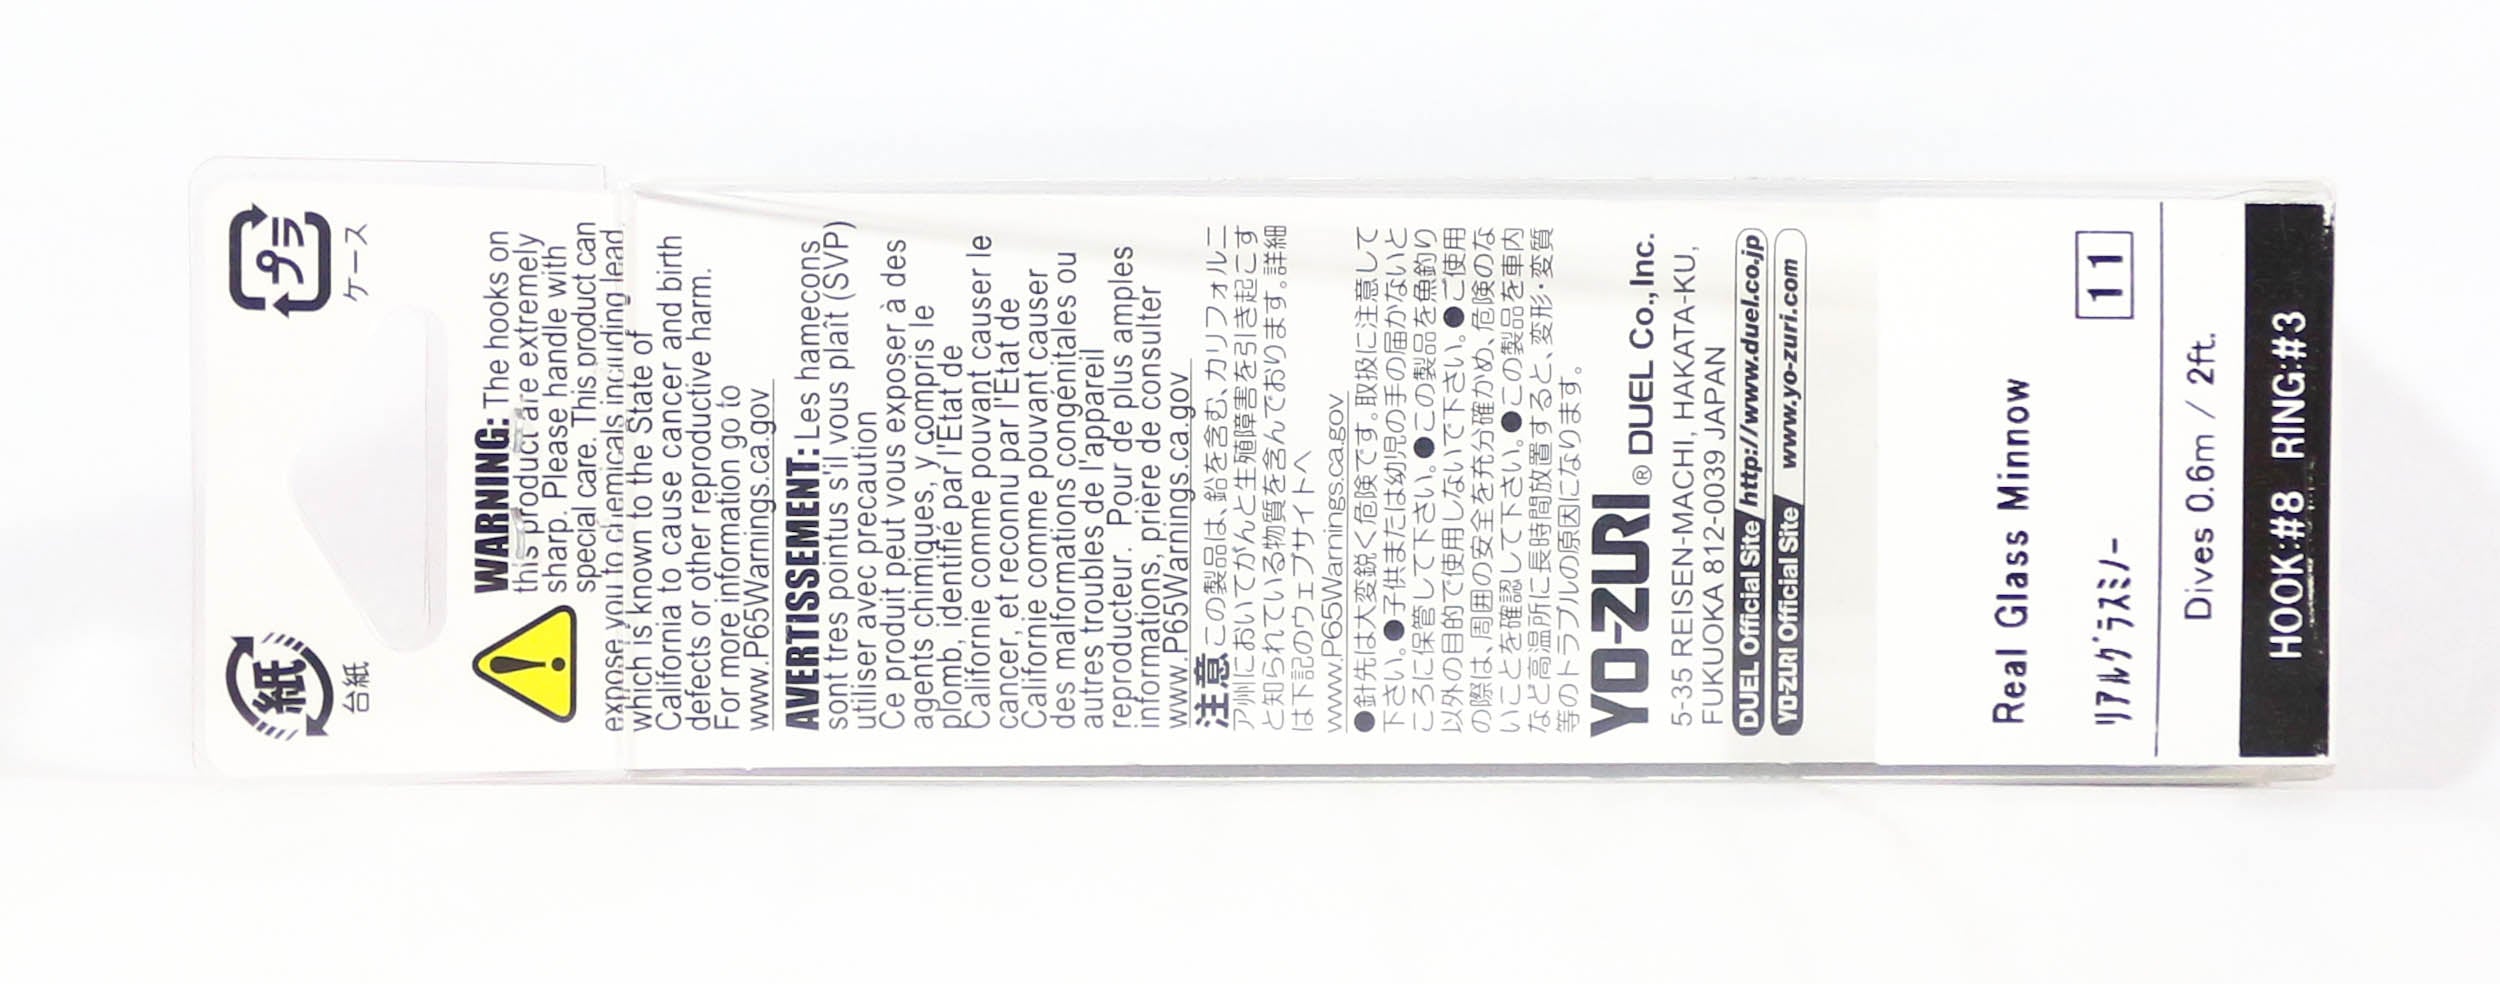 紙
台紙
プラ
ケース
WARNING: The hooks on
this product are extremely
sharp. Please handle with
special care. This product can
expose you to chemicals including lead,
which is known to the State of
California to cause cancer and birth
defects or other reproductive harm.
For more information go to
www.P65Warnings.ca.gov
AVERTISSEMENT: Les hamecons
sont tres pointus s'il vous plaît (SVP)
utiliser avec precaution
Ce produit peut vous exposer à des
agents chimiques, y compris le
plomb, identifié par l'Etat de
Californie comme pouvant causer le
cancer, et reconnu par l'Etat de
Californie comme pouvant causer
des malformations congenitales ou
autres troubles de l'appareil
reproducteur. Pour de plus amples
informations, prière de consulter
www.P65Warnings.ca.gov
注意 この製品は、鉛を含む、カリフォルニ
ア州においてがんと生殖障害を引き起こす
と知られている物質を含んでおります。詳細
は下記のウェブサイトへ
www.P65Warnings.ca.gov
●針先は大変鋭く危険です。取扱に注意して
下さい。●子供または幼児の手の届かないと
ころに保管して下さい。●この製品を魚釣り
以外の目的で使用しないで下さい。●ご使用
の際は、周囲の安全を充分確かめ、危険のな
いことを確認して下さい。●この製品を車内
など高温所に長時間放置すると、変形・変質
等のトラブルの原因になります。
YO-ZURI® DUEL Co.,Inc.
5-35 REISEN-MACHI, HAKATA-KU,
FUKUOKA 812-0039 JAPAN
DUEL Official Site/http://www.duel.co.jp
YO-ZURI Official Site/ www.yo-zuri.com
Real Glass Minnow
ﾘｱﾙｸﾞﾗｽﾐﾉｰ 11
Dives 0.6m / 2ft.
HOOK:#8 RING:#3